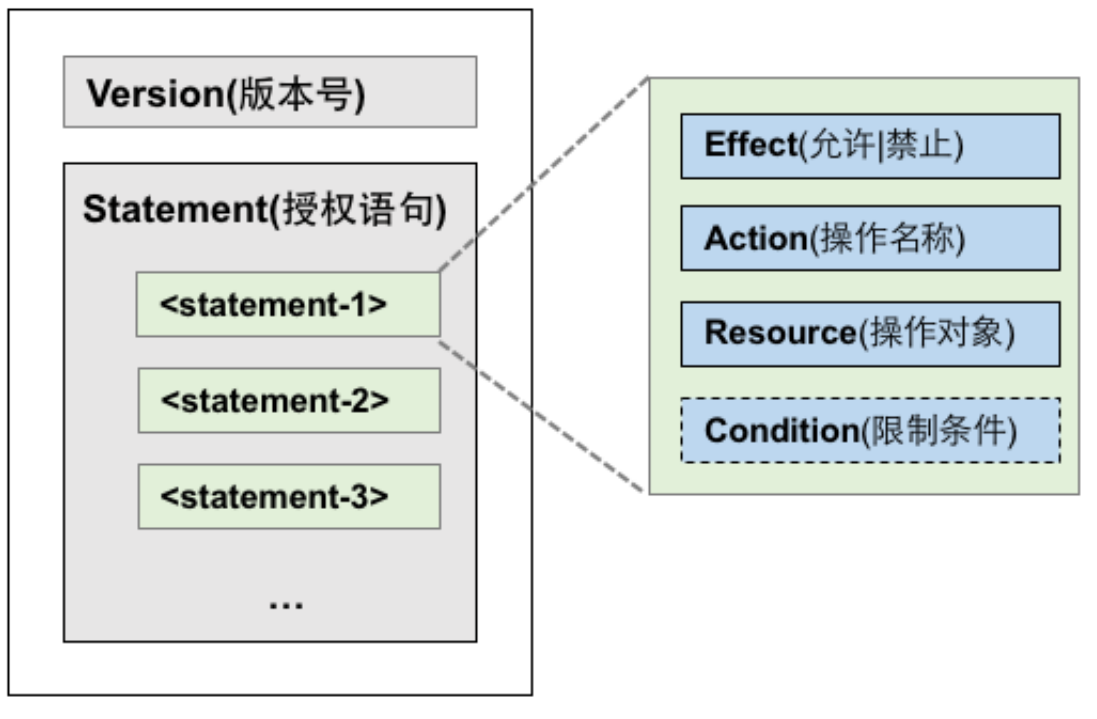 Version(版本号)
Statement(授权语句)
<statement-1>
<statement-2>
<statement-3>
...
Effect(允许|禁止)
Action(操作名称)
Resource(操作对象)
Condition(限制条件)